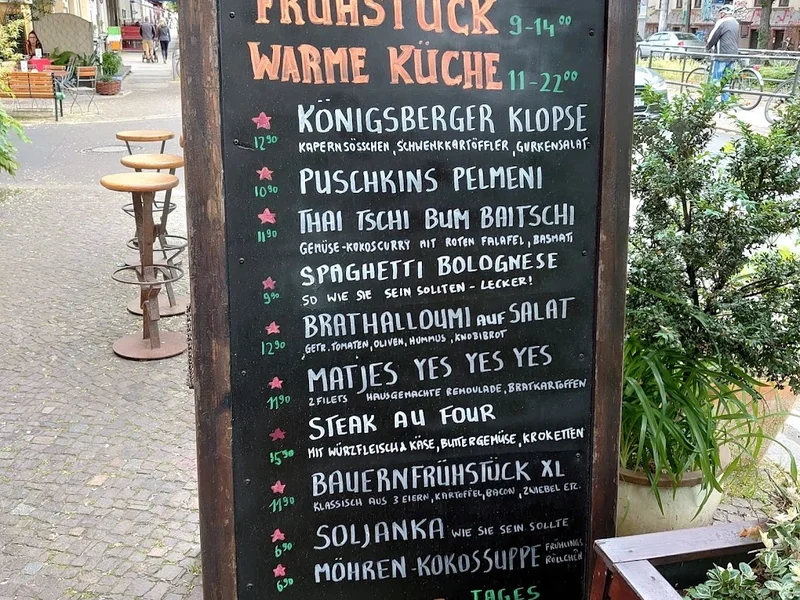 FRÜHSTÜCK 9-14⁰⁰
WARME KÜCHE 11-22⁰⁰
KÖNIGSBERGER KLOPSE
12⁹⁰ KAPERNSÖSSCHEN, SCHWENKKARTÖFFLER, GURKENSALAT
PUSCHKINS PELMENI
10⁹⁰
THAI TSCHI BUM BAITSCHI
11⁹⁰
GEMÜSE-KOKOSCURRY MIT ROTEN FALAFEL, BASMATI
SPAGHETTI BOLOGNESE
9⁹⁰ SO WIE SIE SEIN SOLLTEN - LECKER!
BRATHALLOUMI AUF SALAT
12⁹⁰ GETR. TOMATEN, OLIVEN, HUMMUS, KNOBIBROT
MATJES YES YES YES
11⁹⁰ 2 FILETS HAUSGEMACHTE REMOULADE, BRATKARTOFFEN
STEAK AU FOUR
15⁹⁰ MIT WÜRZFLEISCH & KÄSE, BUTTERGEMÜSE, KROKETTEN
BAUERNFRÜHSTÜCK XL
11⁹⁰ KLASSISCH AUS 3 EIERN, KARTOFFEL, BACON, ZWIEBEL ETC.
SOLJANKA WIE SIE SEIN SOLLTE
6⁹⁰
MÖHREN-KOKOSSUPPE FRÜHLINGS
RÖLLCHEN
6⁹⁰
TAGES